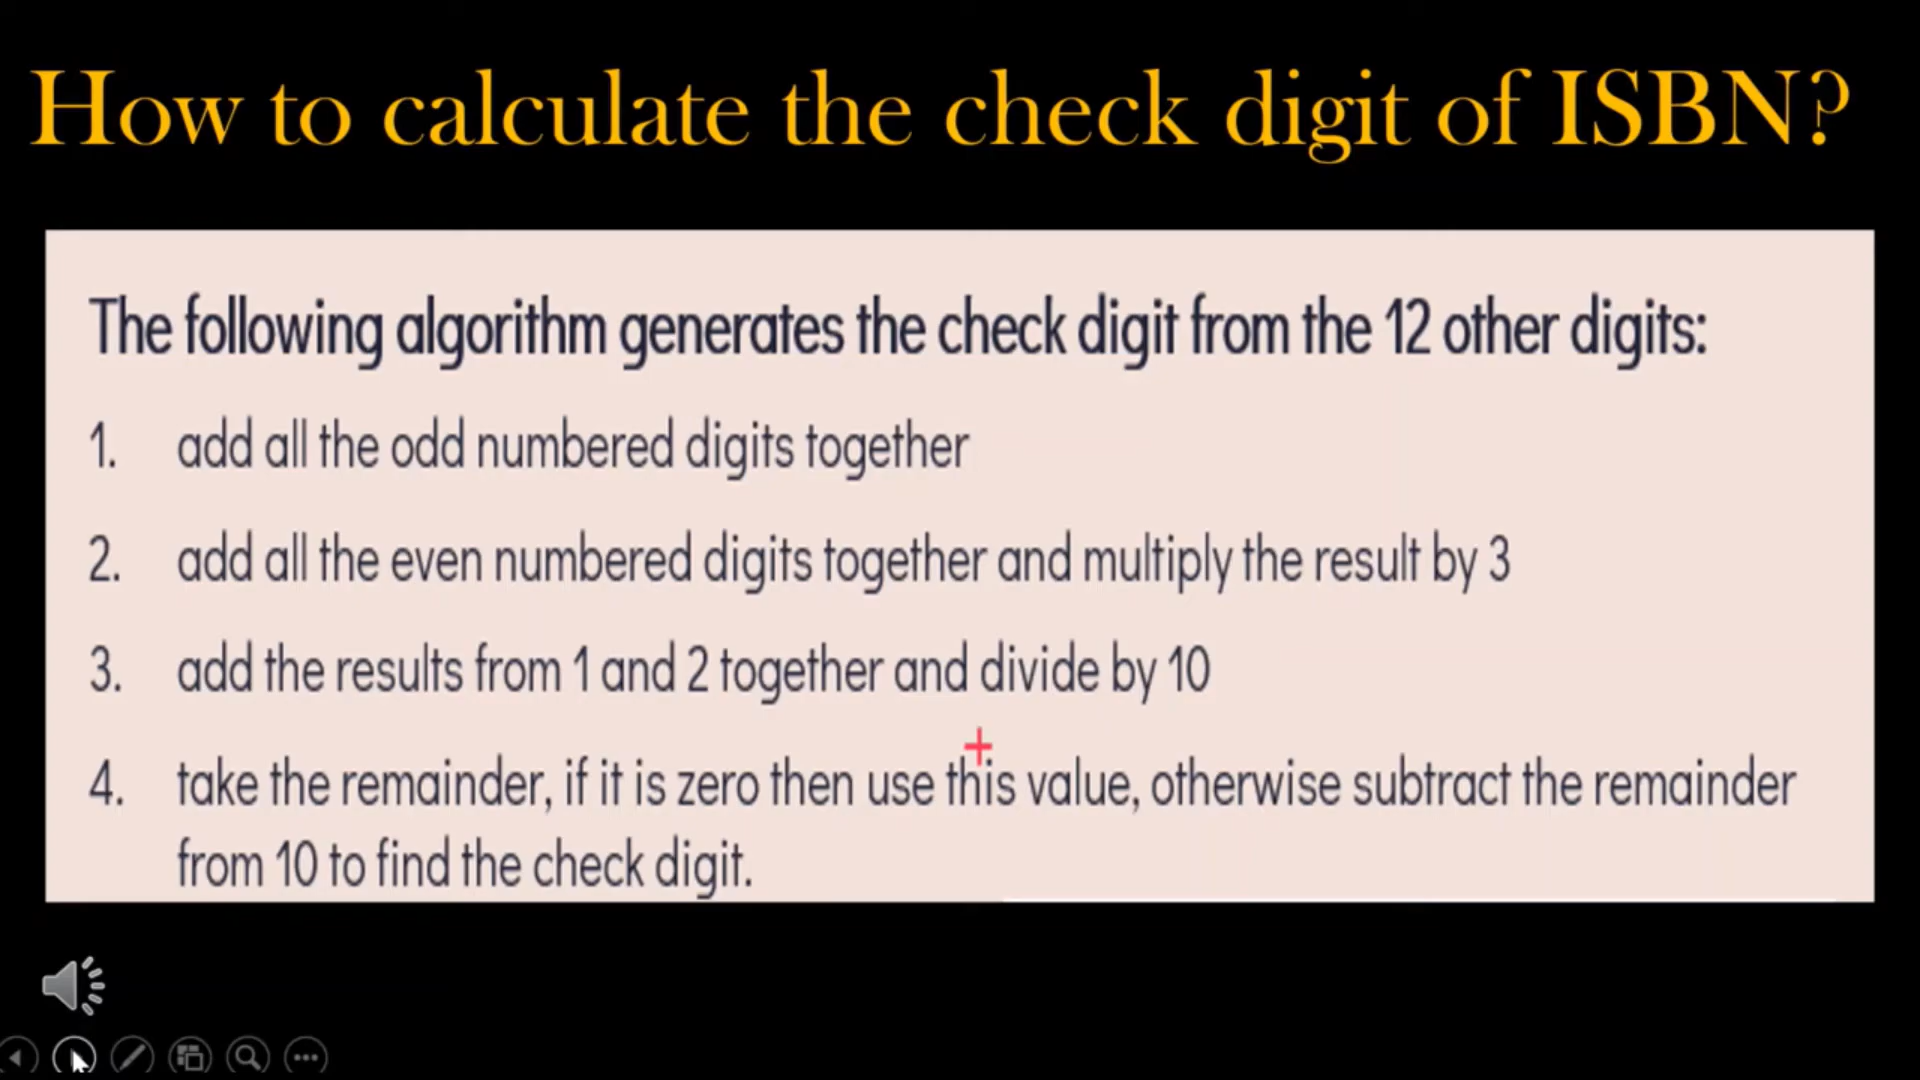 How to calculate the check digit of ISBN?
The following algorithm generates the check digit from the 12 other digits:
1. add all the odd numbered digits together
2. add all the even numbered digits together and multiply the result by 3
3. add the results from 1 and 2 together and divide by 10
4. take the remainder, if it is zero then use this value, otherwise subtract the remainder
from 10 to find the check digit.